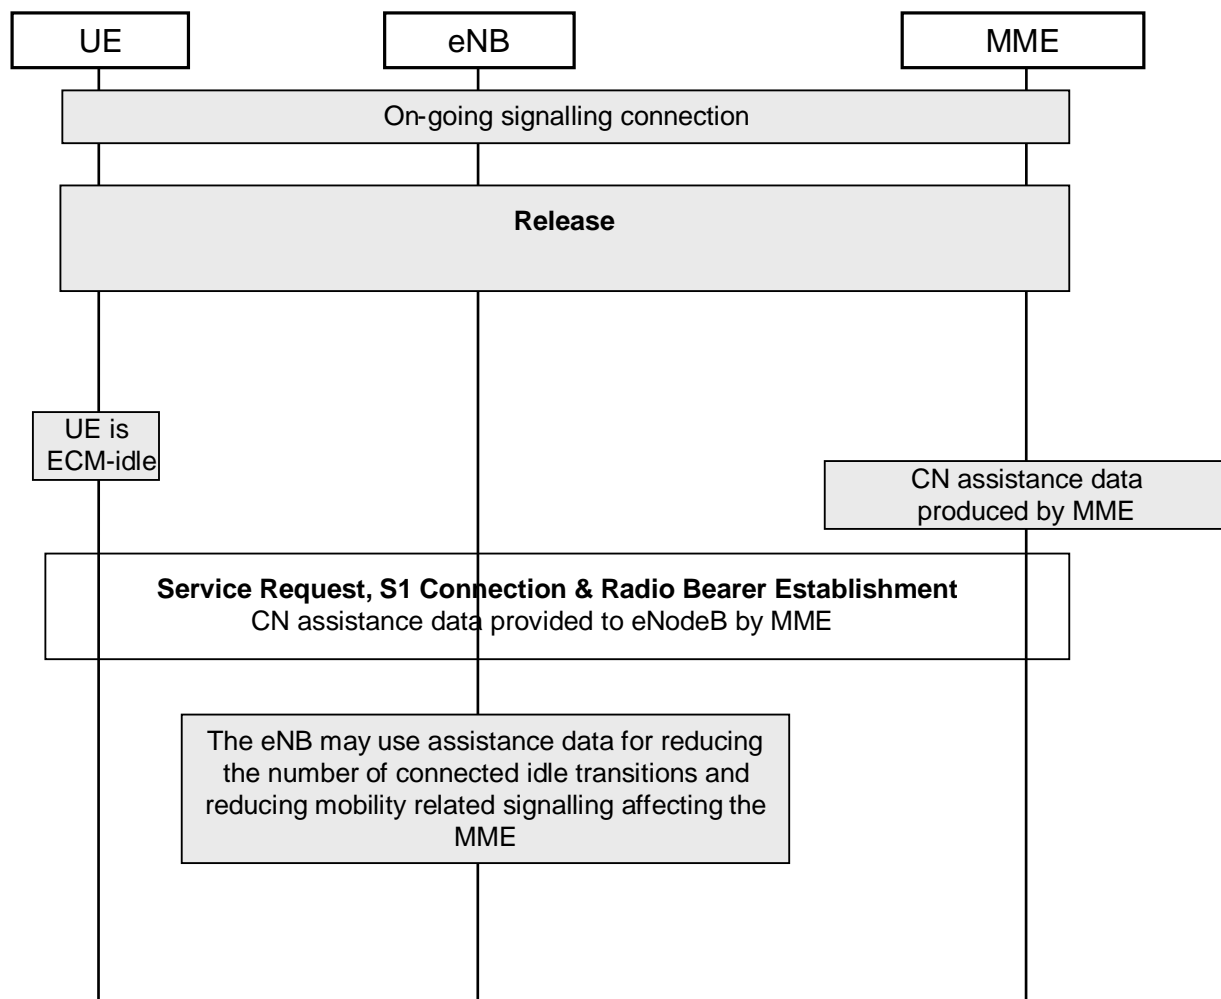 UE
eNB
MME
On-going signalling connection
Release
UE is
ECM-idle
CN assistance data
produced by MME
Service Request, S1 Connection & Radio Bearer Establishment
CN assistance data provided to eNodeB by MME
The eNB may use assistance data for reducing
the number of connected idle transitions and
reducing mobility related signalling affecting the
MME